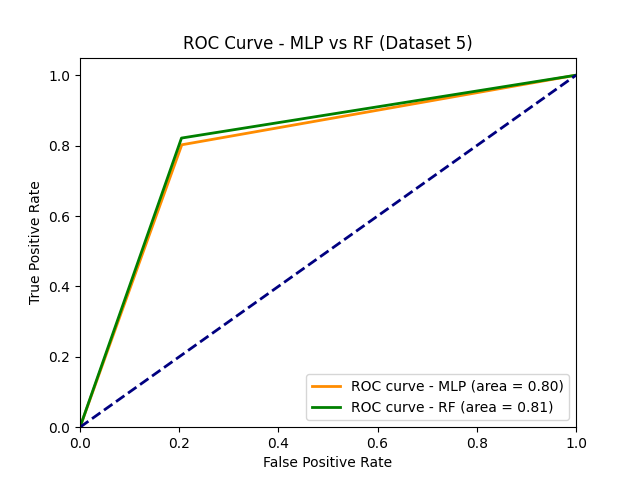 ROC Curve - MLP vs RF (Dataset 5)
True Positive Rate
1.0
0.8
0.6
0.4
0.2
0.0
ROC curve - MLP (area = 0.80)
ROC curve - RF (area = 0.81)
0.0 0.2 0.4 0.6 0.8 1.0
False Positive Rate